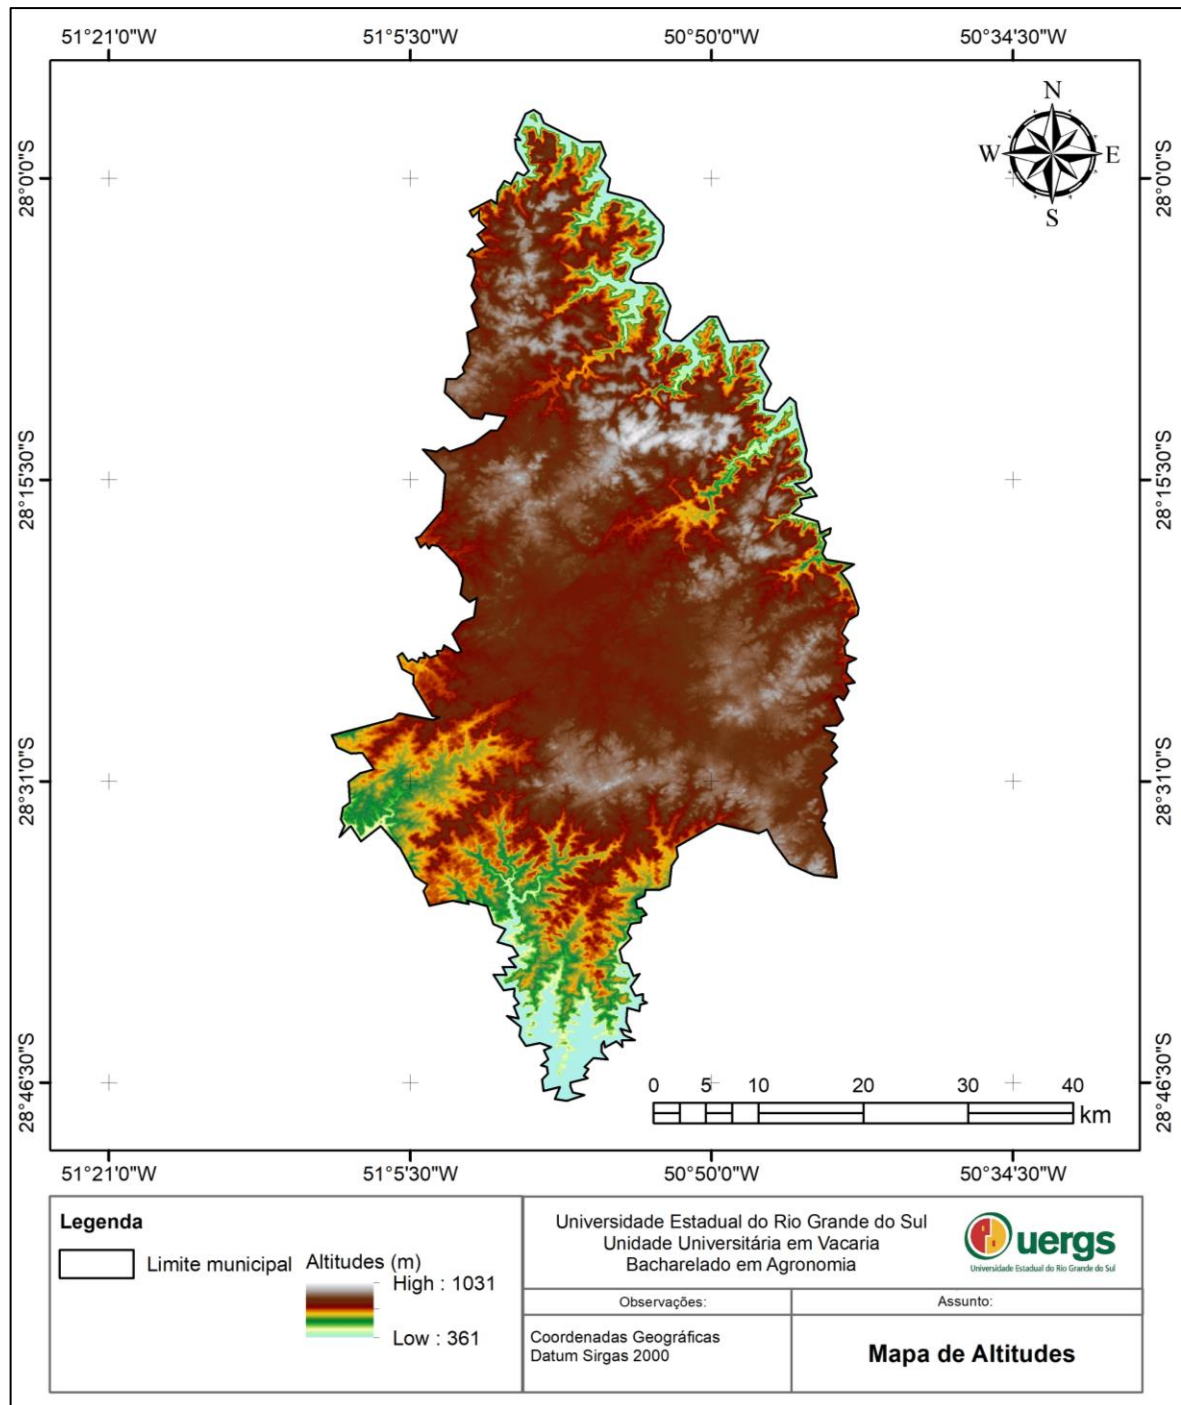 51°21'0"W 51°5'30"W 50°50'0"W 50°34'30"W
N
W E
S
28°0'0"S 28°0'0"S
28°15'30"S 28°15'30"S
28°31'0"S 28°31'0"S
28°46'30"S 28°46'30"S
0 5 10 20 30 40
km
51°21'0"W 51°5'30"W 50°50'0"W 50°34'30"W
Legenda
Limite municipal
Altitudes (m)
High : 1031
Low : 361
Universidade Estadual do Rio Grande do Sul
Unidade Universitária em Vacaria
Bacharelado em Agronomia
uergs
Universidade Estadual do Rio Grande do Sul
Observações:
Assunto:
Coordenadas Geográficas
Datum Sirgas 2000
Mapa de Altitudes